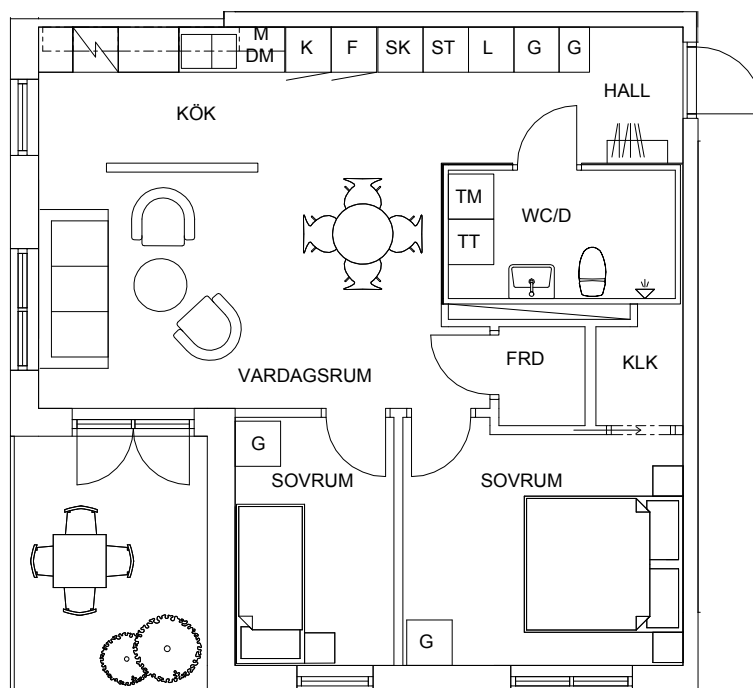 M
DM
K
F
SK
ST
L
G
G
HALL
KÖK
TM
WC/D
TT
FRD
KLK
VARDAGSRUM
G
SOVRUM
SOVRUM
G